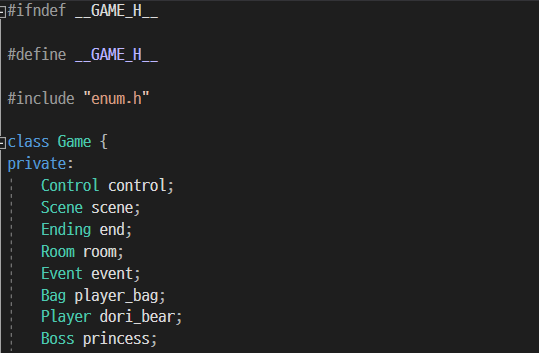 #ifndef __GAME_H__
#define __GAME_H__
#include "enum.h"
class Game {
private:
Control control;
Scene scene;
Ending end;
Room room;
Event event;
Bag player_bag;
Player dori_bear;
Boss princess;